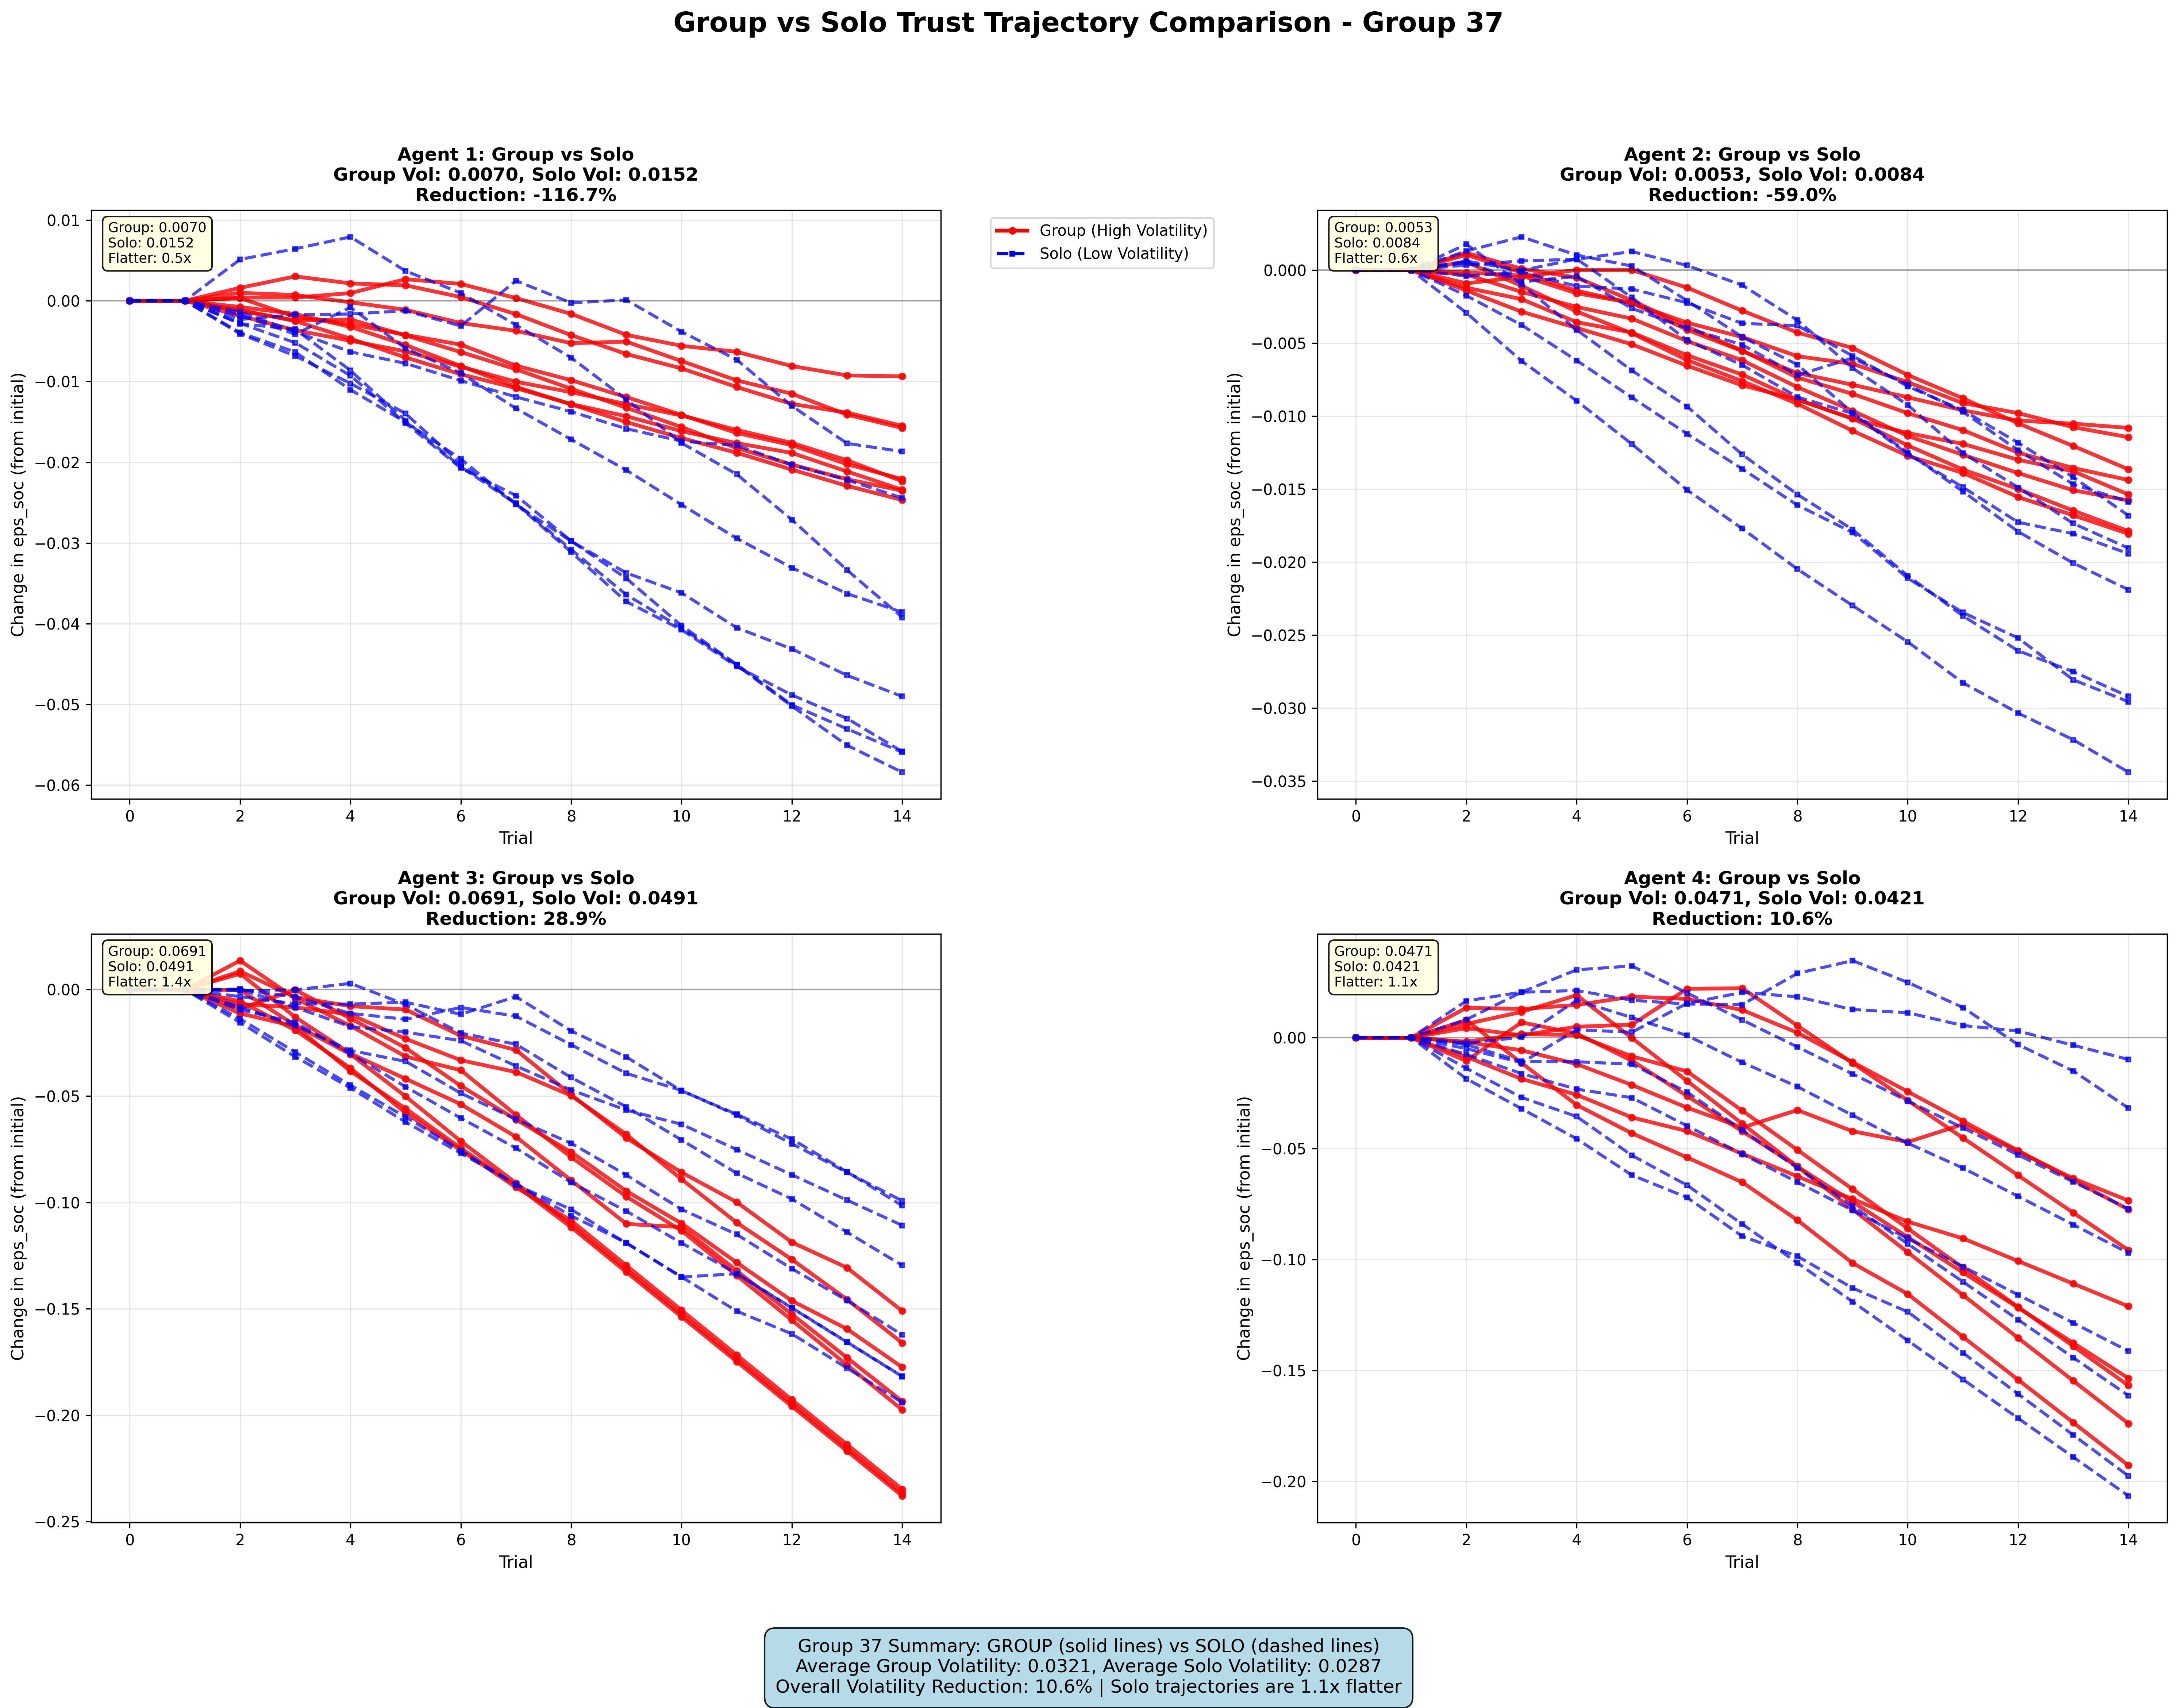 Group vs Solo Trust Trajectory Comparison - Group 37
Agent 1: Group vs Solo
Group Vol: 0.0070, Solo Vol: 0.0152
Reduction: -116.7%
Group: 0.0070
Solo: 0.0152
Flatter: 0.5x
0.01
0.00
−0.01
−0.02
−0.03
−0.04
−0.05
−0.06
Change in eps_soc (from initial)
0 2 4 6 8 10 12 14
Trial
Group (High Volatility)
Solo (Low Volatility)
Agent 2: Group vs Solo
Group Vol: 0.0053, Solo Vol: 0.0084
Reduction: -59.0%
Group: 0.0053
Solo: 0.0084
Flatter: 0.6x
0.000
−0.005
−0.010
−0.015
−0.020
−0.025
−0.030
−0.035
Change in eps_soc (from initial)
0 2 4 6 8 10 12 14
Trial
Agent 3: Group vs Solo
Group Vol: 0.0691, Solo Vol: 0.0491
Reduction: 28.9%
Group: 0.0691
Solo: 0.0491
Flatter: 1.4x
0.00
−0.05
−0.10
−0.15
−0.20
−0.25
Change in eps_soc (from initial)
0 2 4 6 8 10 12 14
Trial
Agent 4: Group vs Solo
Group Vol: 0.0471, Solo Vol: 0.0421
Reduction: 10.6%
Group: 0.0471
Solo: 0.0421
Flatter: 1.1x
0.00
−0.05
−0.10
−0.15
−0.20
Change in eps_soc (from initial)
0 2 4 6 8 10 12 14
Trial
Group 37 Summary: GROUP (solid lines) vs SOLO (dashed lines)
Average Group Volatility: 0.0321, Average Solo Volatility: 0.0287
Overall Volatility Reduction: 10.6% | Solo trajectories are 1.1x flatter